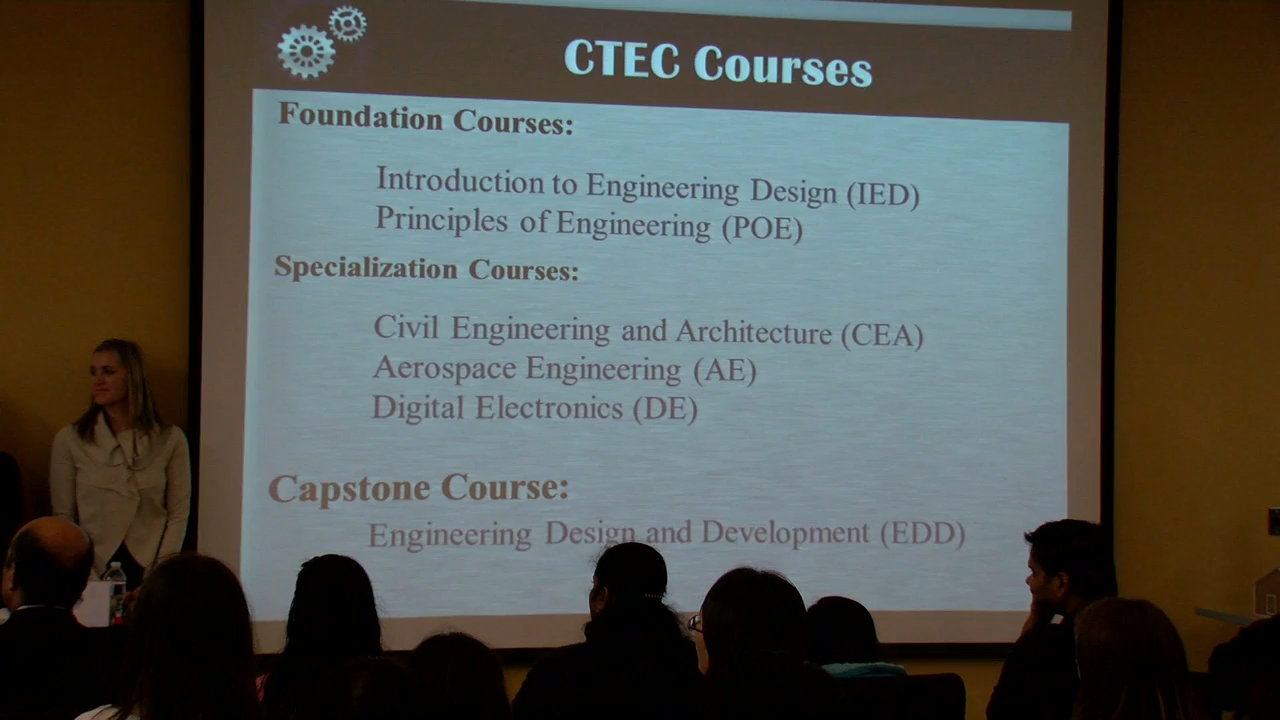 CTEC Courses
Foundation Courses:
Introduction to Engineering Design (IED)
Principles of Engineering (POE)
Specialization Courses:
Civil Engineering and Architecture (CEA)
Aerospace Engineering (AE)
Digital Electronics (DE)
Capstone Course:
Engineering Design and Development (EDD)